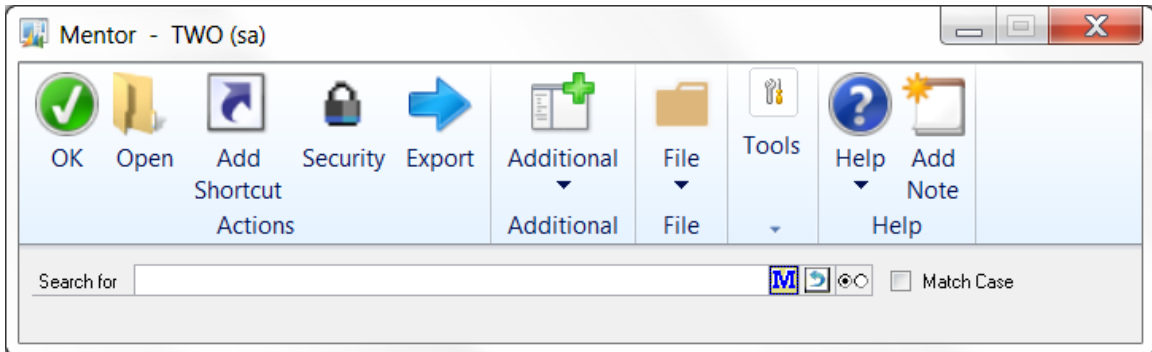 Mentor - TWO (sa)
OK Open Add Shortcut Security Export Additional File Tools Help Add Note
Actions Additional File Help
Search for M Match Case